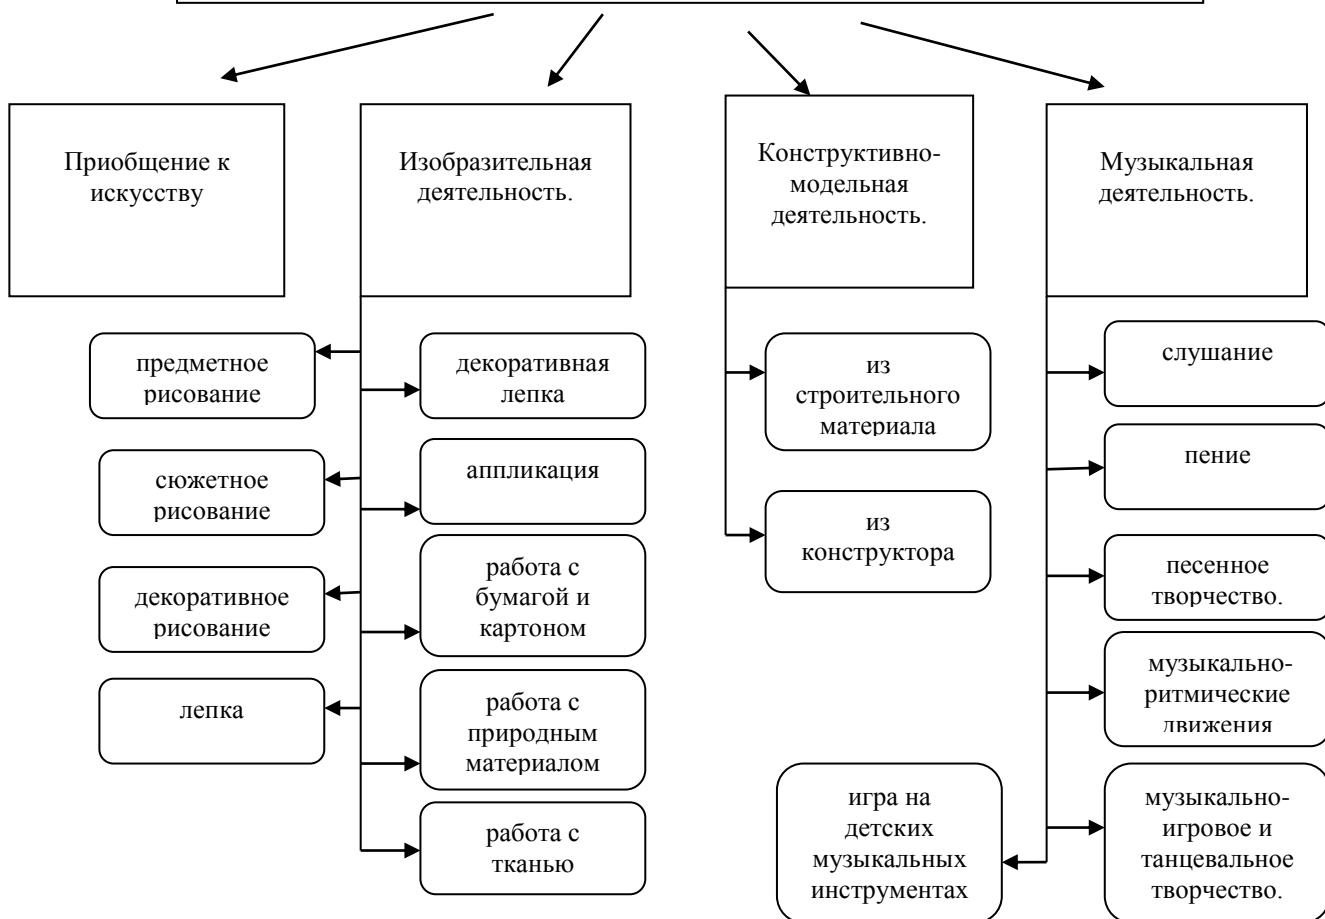 Приобщение к
искусству
Изобразительная
деятельность.
Конструктивно-
модельная
деятельность.
Музыкальная
деятельность.
предметное
рисование
сюжетное
рисование
декоративное
рисование
лепка
декоративная
лепка
аппликация
работа с
бумагой и
картоном
работа с
природным
материалом
работа с
тканью
из
строительного
материала
из
конструктора
слушание
пение
песенное
творчество.
музыкально-
ритмические
движения
игра на
детских
музыкальных
инструментах
музыкально-
игровое и
танцевальное
творчество.